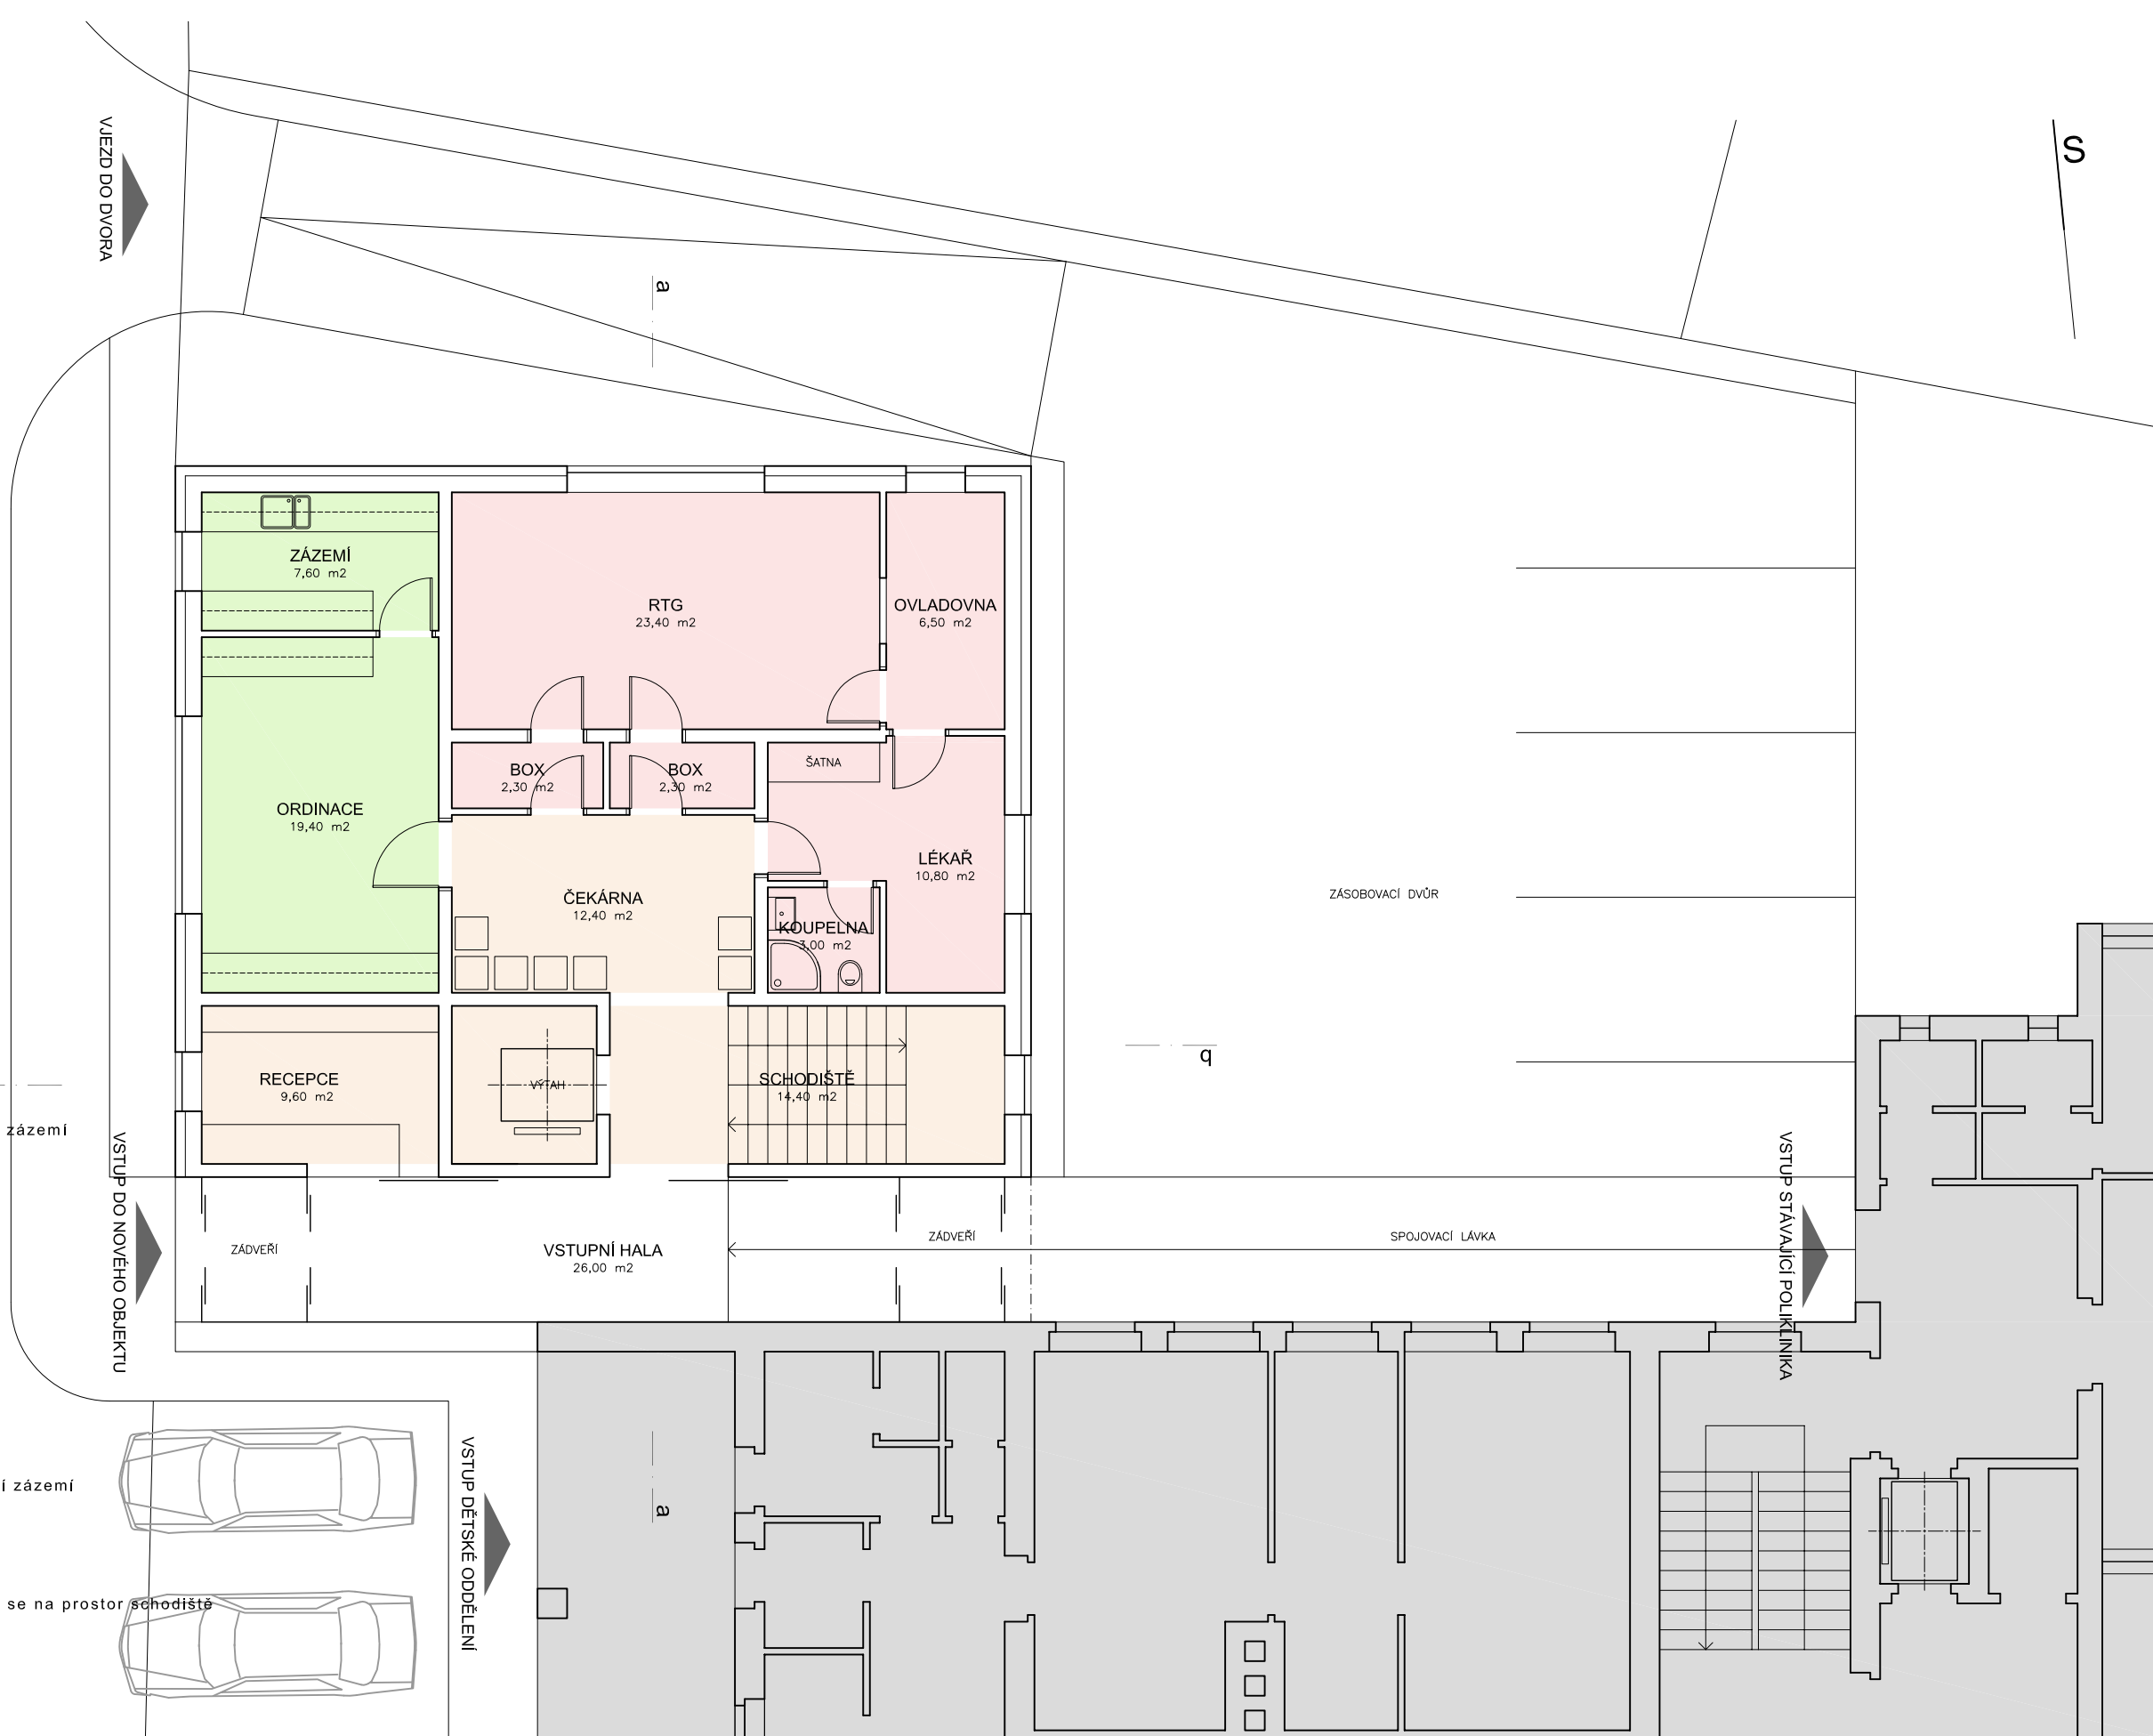 VJEZD DO DVORA
S
a
ZÁZEMÍ
7,60 m2
RTG
23,40 m2
OVLADOVNA
6,50 m2
BOX
2,30 m2
BOX
2,30 m2
ŠATNA
ORDINACE
19,40 m2
LÉKAŘ
10,80 m2
ČEKÁRNA
12,40 m2
KOUPELNA
3,00 m2
ZÁSOBOVACÍ DVŮR
b
RECEPCE
9,60 m2
VÝTAH
SCHODIŠTĚ
14,40 m2
zázemí
VSTUP DO NOVÉHO OBJEKTU
ZÁDVEŘÍ
VSTUPNÍ HALA
26,00 m2
ZÁDVEŘÍ
SPOJOVACÍ LÁVKA
VSTUP STÁVAJÍCÍ POLIKLINIKA
í zázemí
VSTUP DĚTSKÉ ODDĚLENÍ
a
se na prostor schodiště